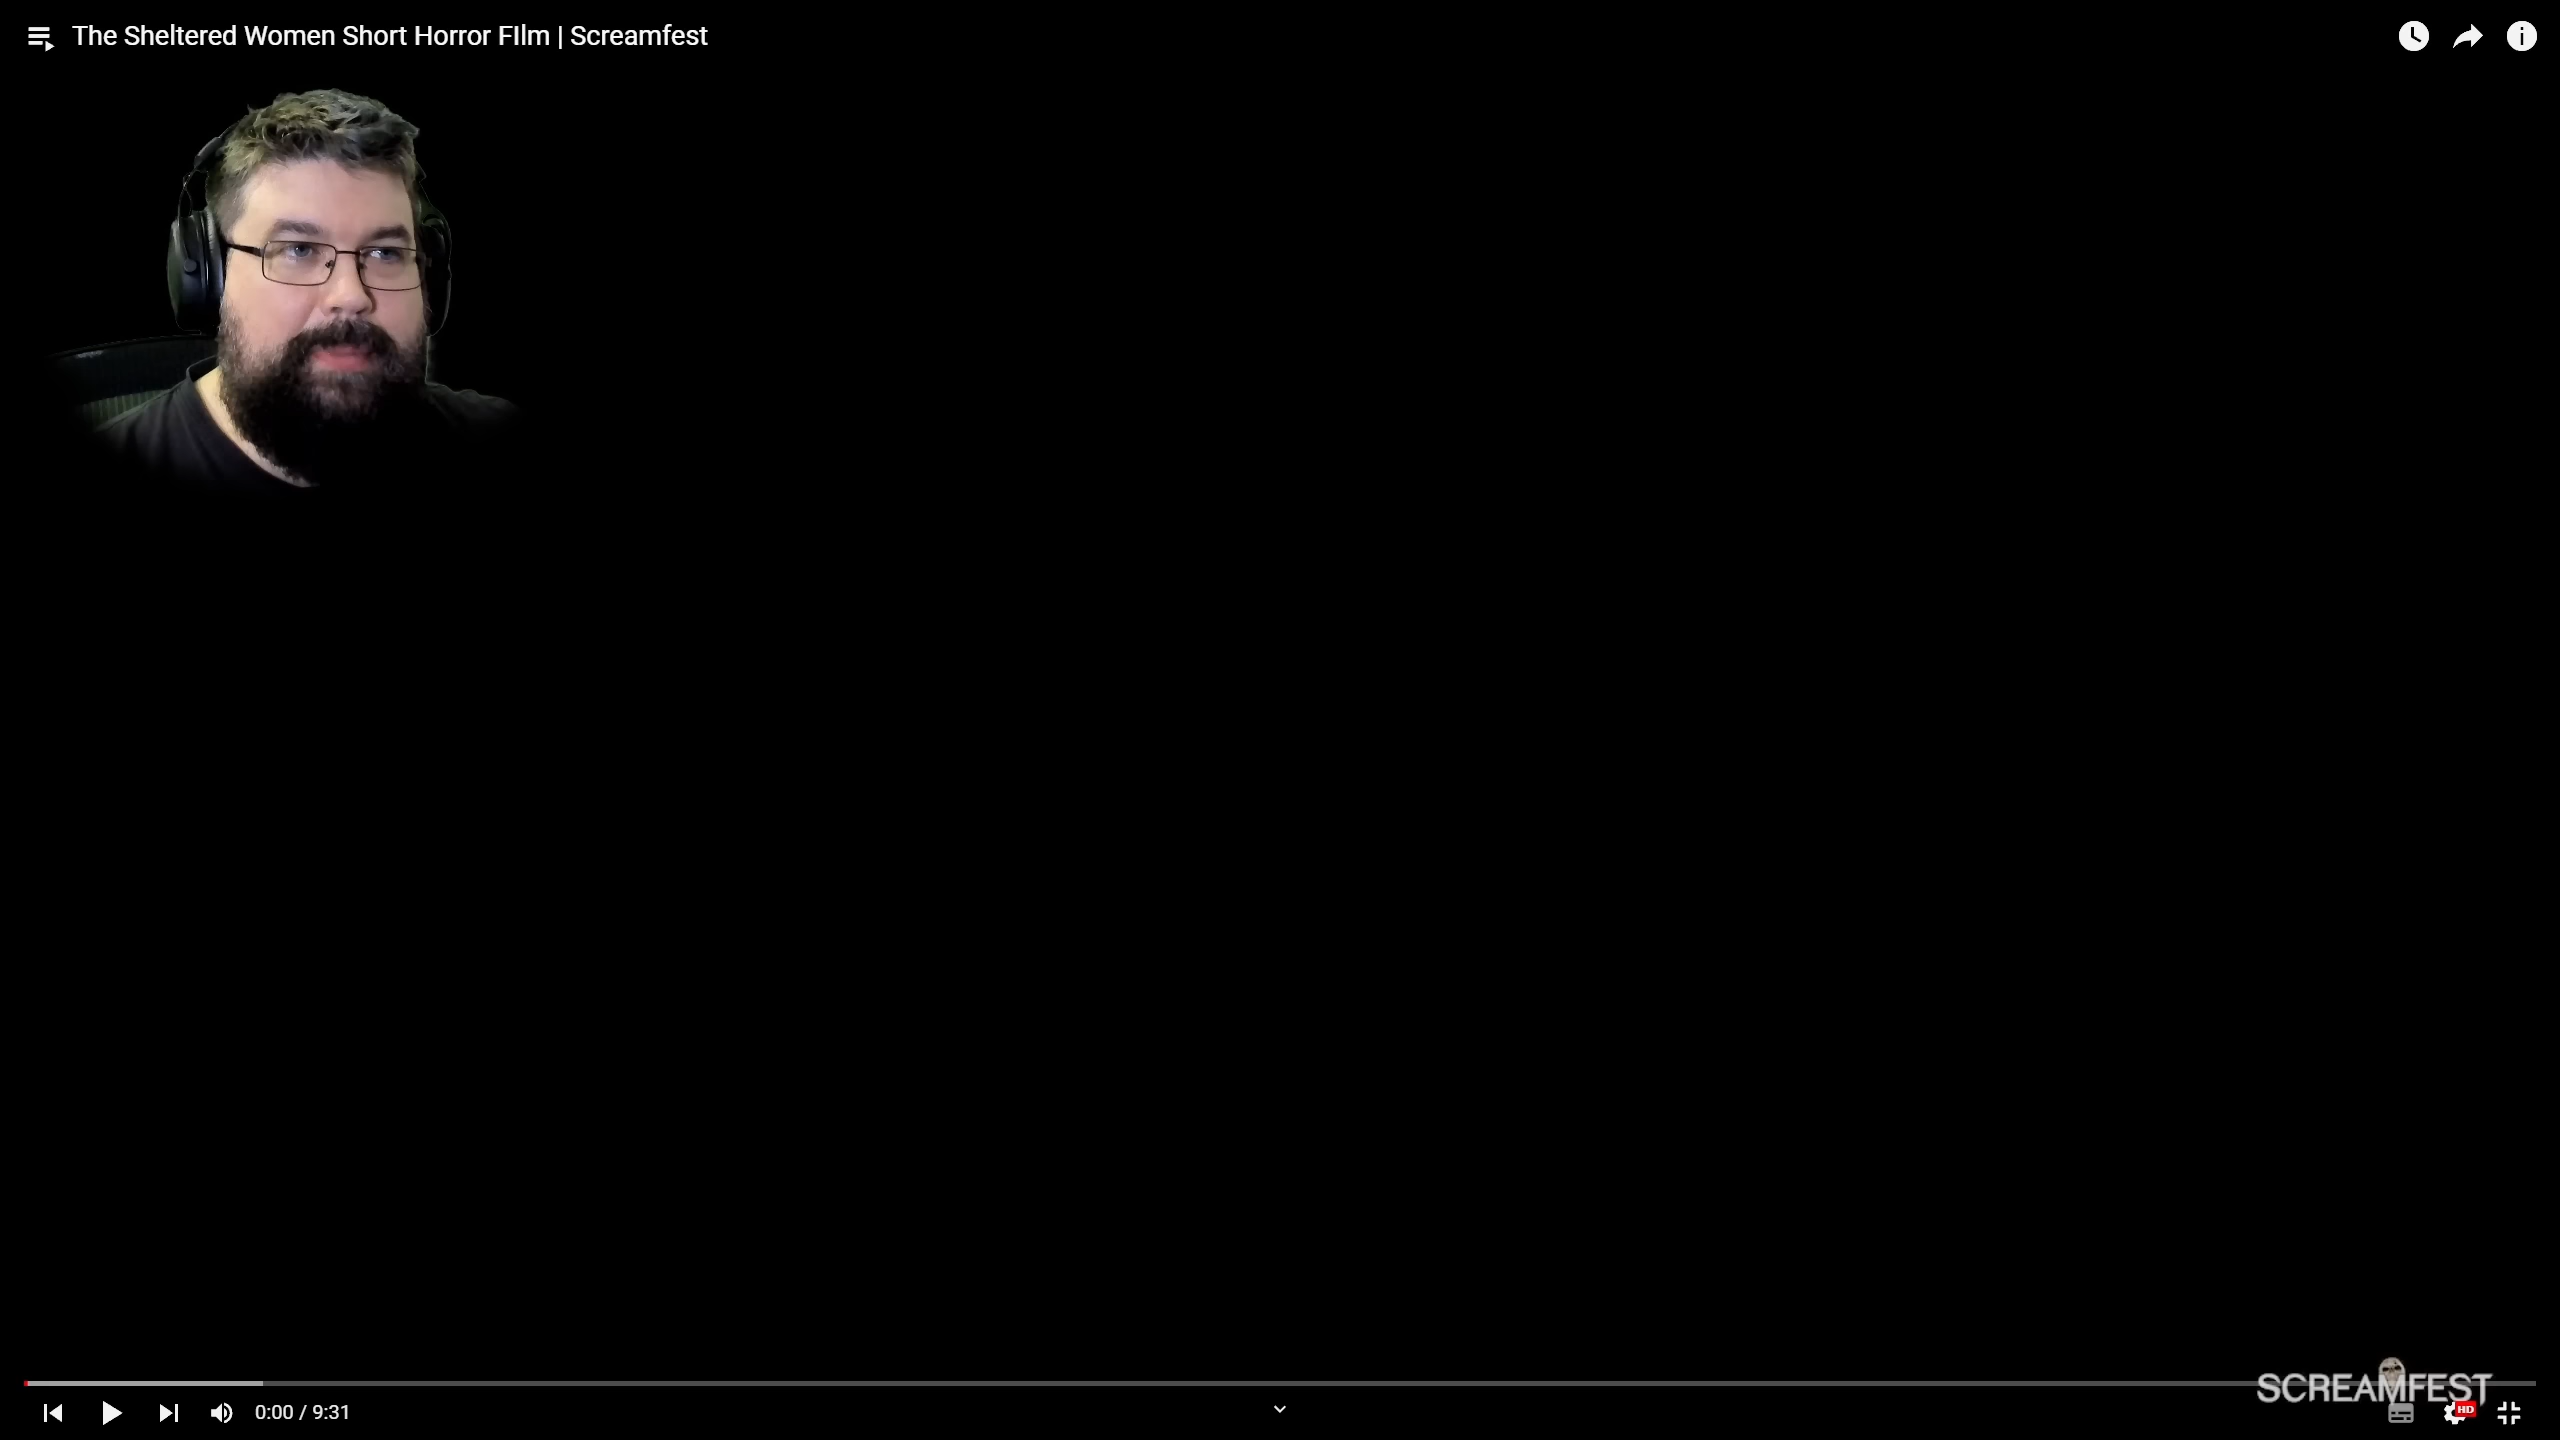 The Sheltered Women Short Horror FIlm | Screamfest
SCREAMFEST
0:00 / 9:31
HD